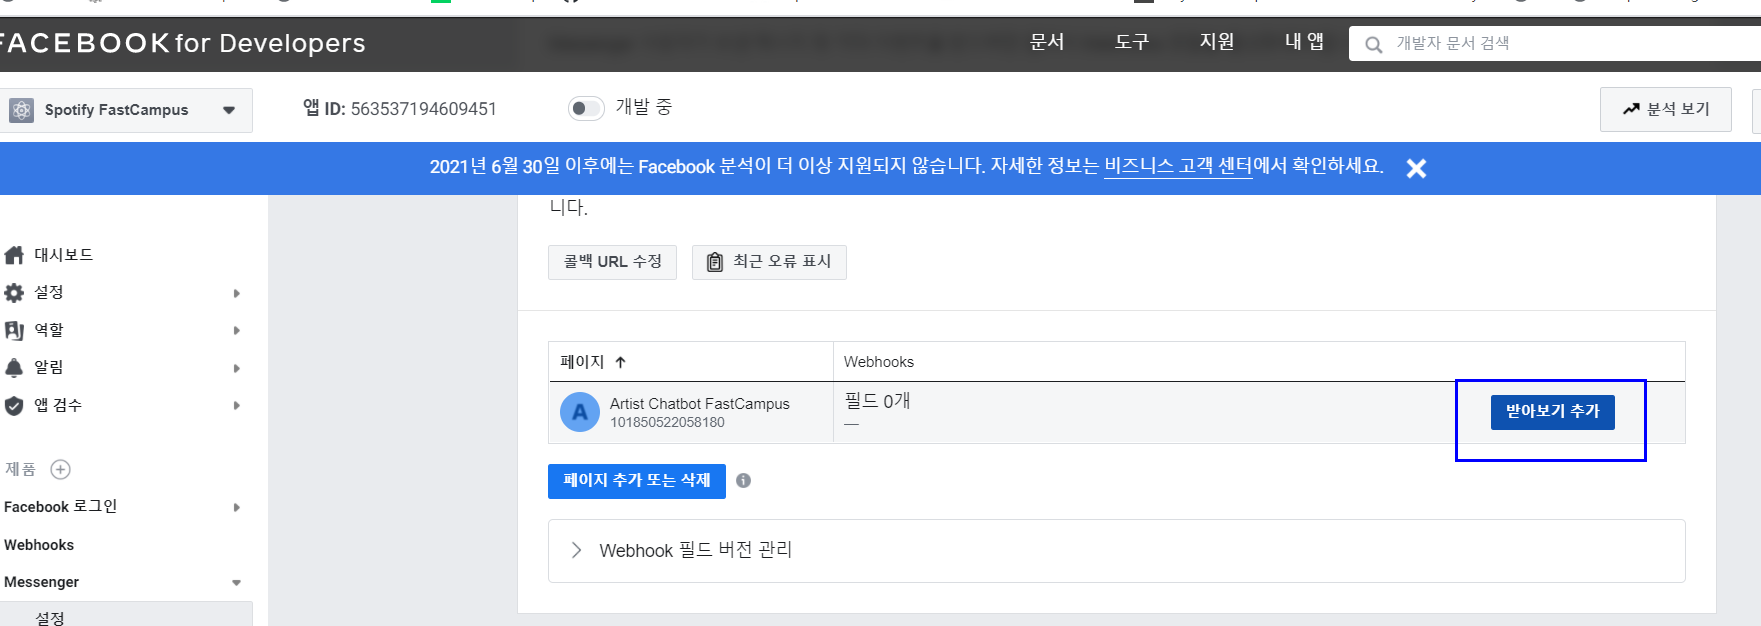 FACEBOOK for Developers
문서
도구
지원
내 앱
개발자 문서 검색
Spotify FastCampus
앱 ID: 563537194609451
개발 중
분석 보기
2021년 6월 30일 이후에는 Facebook 분석이 더 이상 지원되지 않습니다. 자세한 정보는 비즈니스 고객 센터에서 확인하세요.
니다.
대시보드
콜백 URL 수정
최근 오류 표시
설정
역할
알림
앱 검수
페이지
Webhooks
A
Artist Chatbot FastCampus
101850522058180
필드 0개
—
받아보기 추가
제품
페이지 추가 또는 삭제
Facebook 로그인
Webhooks
Webhook 필드 버전 관리
Messenger
설정